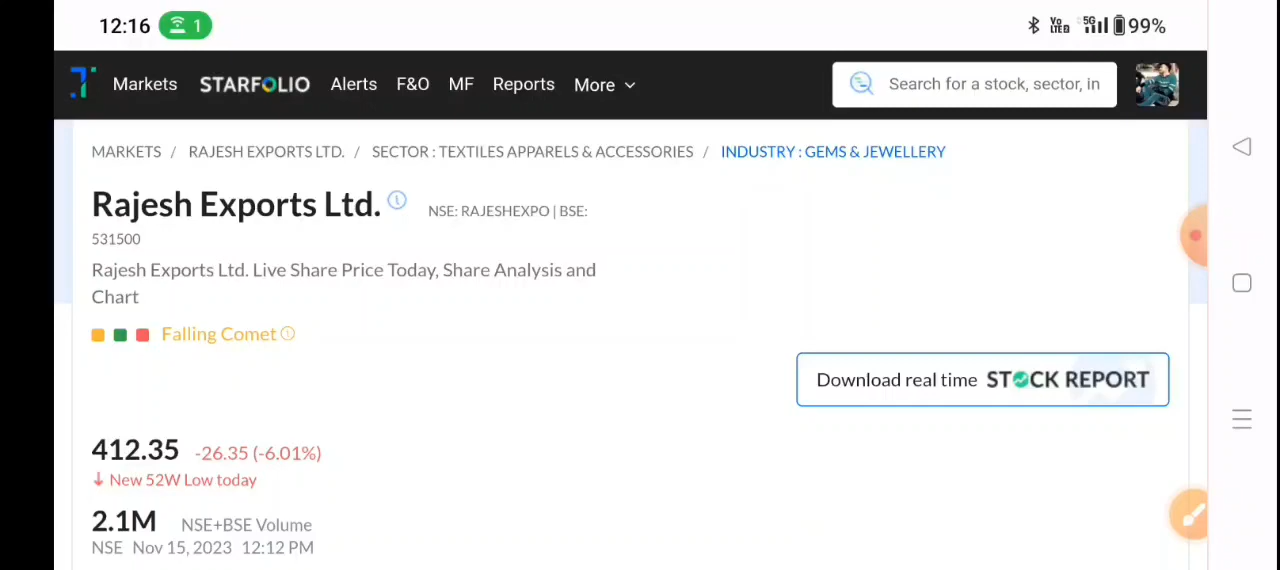 12:16 1 Vo LTE2 5G 99%
Markets STARFOLIO Alerts F&O MF Reports More Search for a stock, sector, in
MARKETS / RAJESH EXPORTS LTD. / SECTOR : TEXTILES APPARELS & ACCESSORIES / INDUSTRY : GEMS & JEWELLERY
Rajesh Exports Ltd. NSE: RAJESHEXPO | BSE:
531500
Rajesh Exports Ltd. Live Share Price Today, Share Analysis and
Chart
Falling Comet
Download real time STOCK REPORT
412.35 -26.35 (-6.01%)
↓ New 52W Low today
2.1M NSE+BSE Volume
NSE Nov 15, 2023 12:12 PM